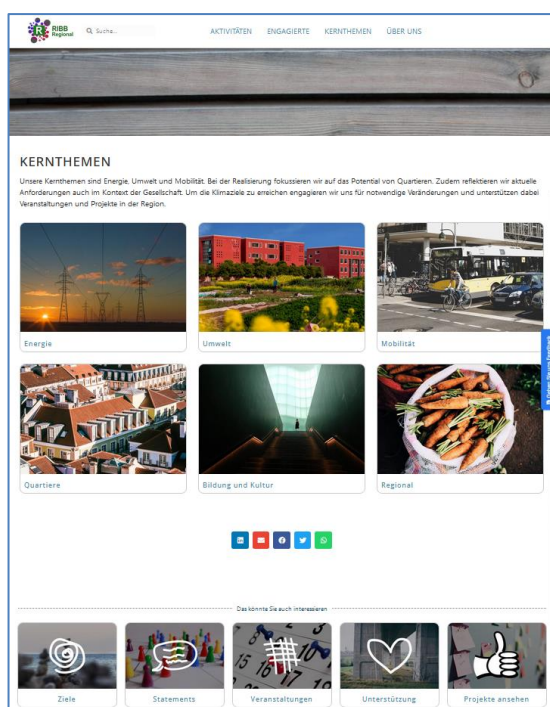 RIBB
Regional
Suche...
AKTIVITÄTEN
ENGAGIERTE
KERNTHEMEN
ÜBER UNS
KERNTHEMEN
Unsere Kernthemen sind Energie, Umwelt und Mobilität. Bei der Realisierung fokussieren wir auf das Potential von Quartieren. Zudem reflektieren wir aktuelle
Anforderungen auch im Kontext der Gesellschaft. Um die Klimaziele zu erreichen engagieren wir uns für notwendige Veränderungen und unterstützen dabei
Veranstaltungen und Projekte in der Region.
Energie
Umwelt
Mobilität
Quartiere
Bildung und Kultur
Regional
Das könnte Sie auch interessieren
Ziele
Statements
Veranstaltungen
Unterstützung
Projekte ansehen